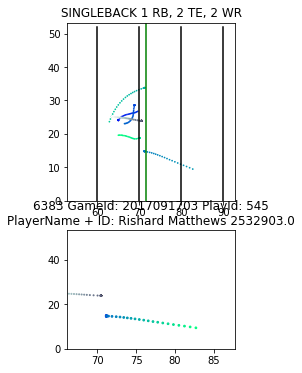 SINGLEBACK 1 RB, 2 TE, 2 WR
50
40
30
20
10
0
60 70 80 90
6383 GameId: 2017091703 PlayId: 545
PlayerName + ID: Rishard Matthews 2532903.0
40
20
0
70 75 80 85